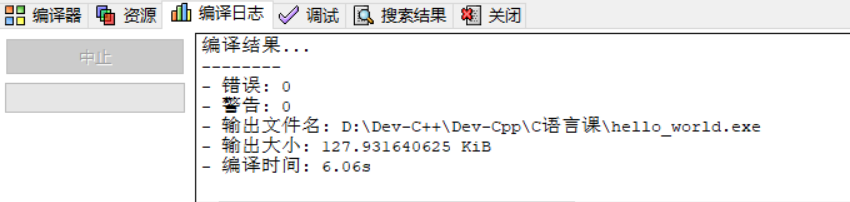 编译器 资源 编译日志 调试 搜索结果 关闭
中止
编译结果...
--------
- 错误: 0
- 警告: 0
- 输出文件名: D:\Dev-C++\Dev-Cpp\C语言课\hello_world.exe
- 输出大小: 127.931640625 KiB
- 编译时间: 6.06s